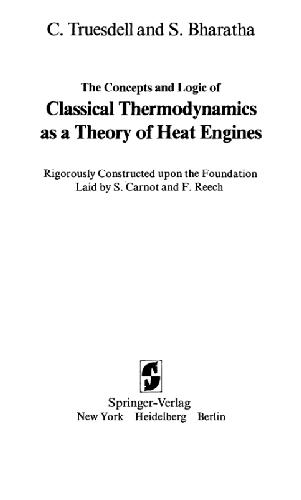 C. Truesdell and S. Bharatha
The Concepts and Logic of
Classical Thermodynamics
as a Theory of Heat Engines
Rigorously Constructed upon the Foundation
Laid by S. Carnot and F. Reech
Springer-Verlag
New York Heidelberg Berlin